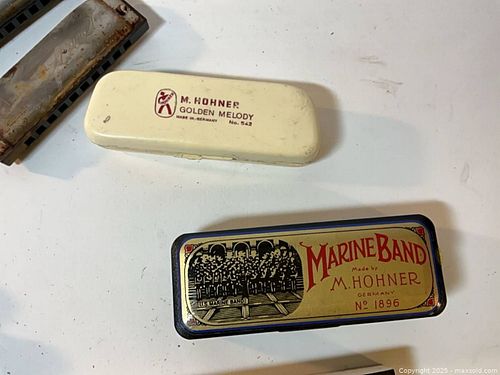 M. HOHNER
GOLDEN MELODY
MADE IN GERMANY No. 542
MARINE BAND
Made by
M. HOHNER
GERMANY
Nº 1896
U.S. MARINE BAND
Copyright 2025 - maxsold.com